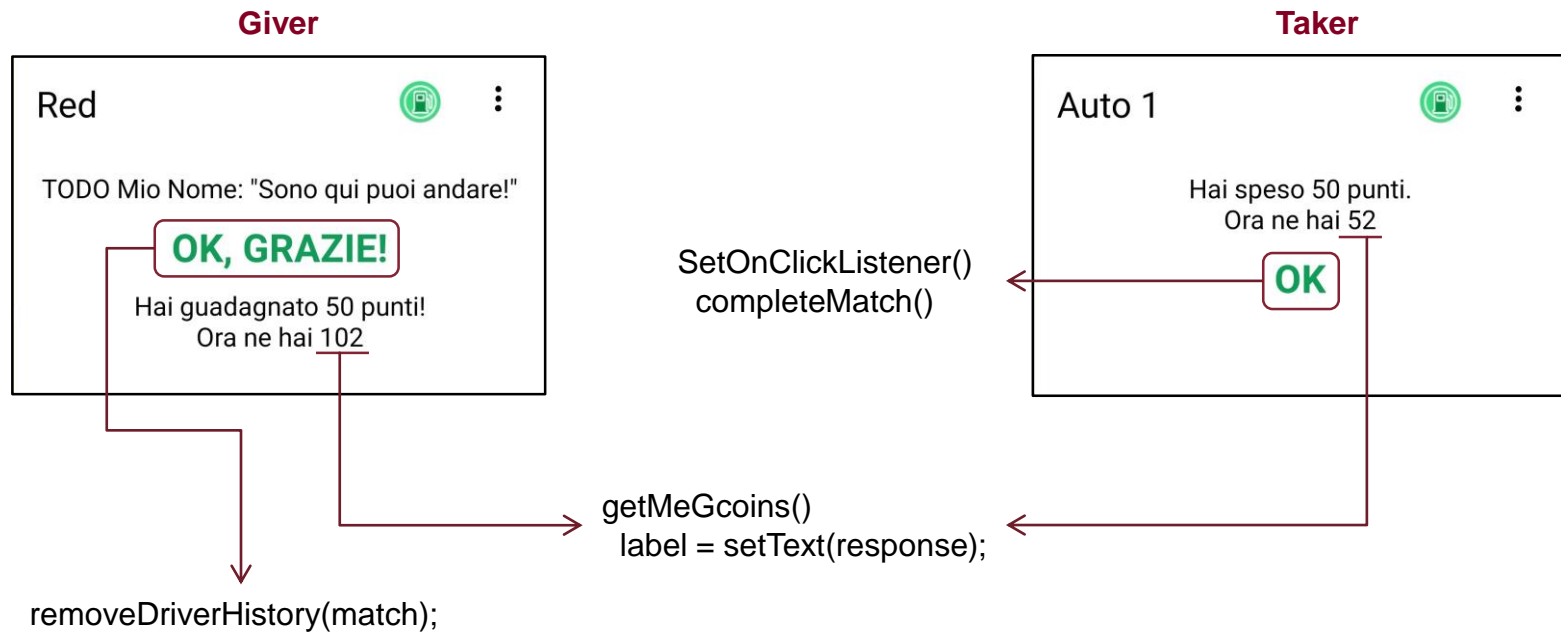 Giver
Red
TODO Mio Nome: "Sono qui puoi andare!"
OK, GRAZIE!
Hai guadagnato 50 punti!
Ora ne hai 102
Taker
Auto 1
Hai speso 50 punti.
Ora ne hai 52
OK
SetOnClickListener()
completeMatch()
getMeGcoins()
label = setText(response);
removeDriverHistory(match);